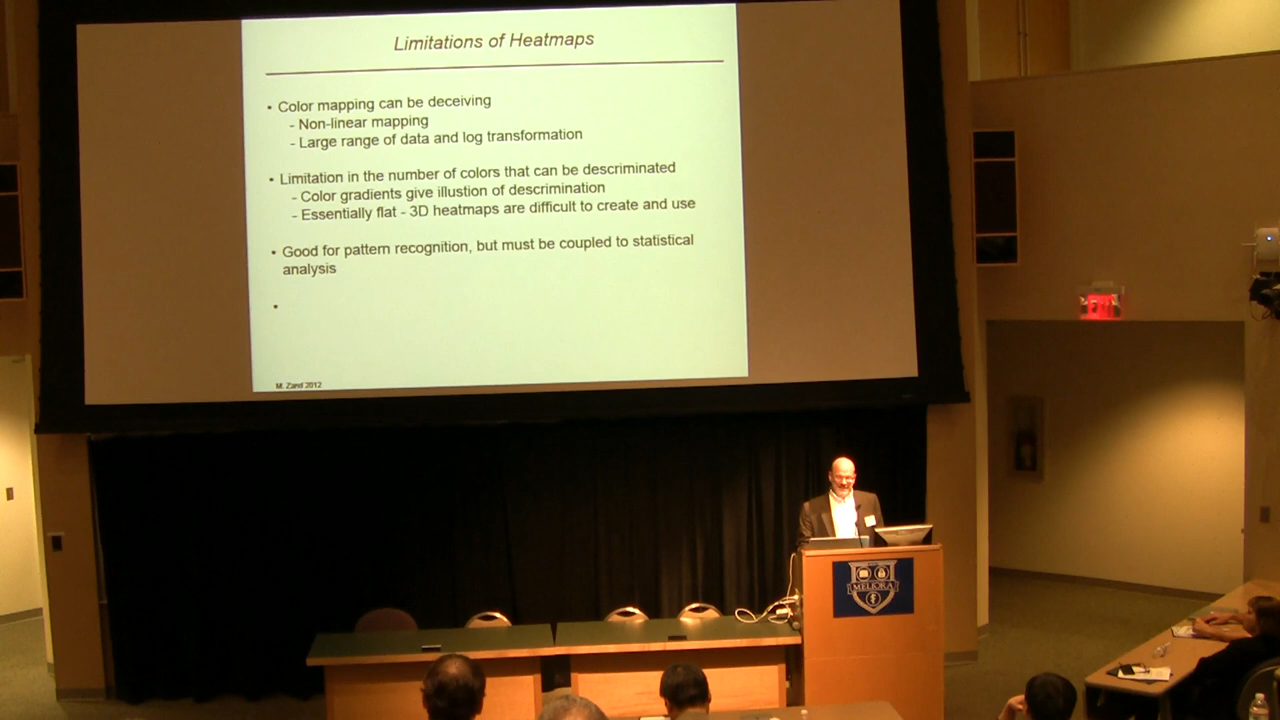 Limitations of Heatmaps
• Color mapping can be deceiving
- Non-linear mapping
- Large range of data and log transformation
• Limitation in the number of colors that can be descriminated
- Color gradients give illusion of descrimination
- Essentially flat - 3D heatmaps are difficult to create and use
• Good for pattern recognition, but must be coupled to statistical
analysis
•
M. Zand 2012
MELIORA